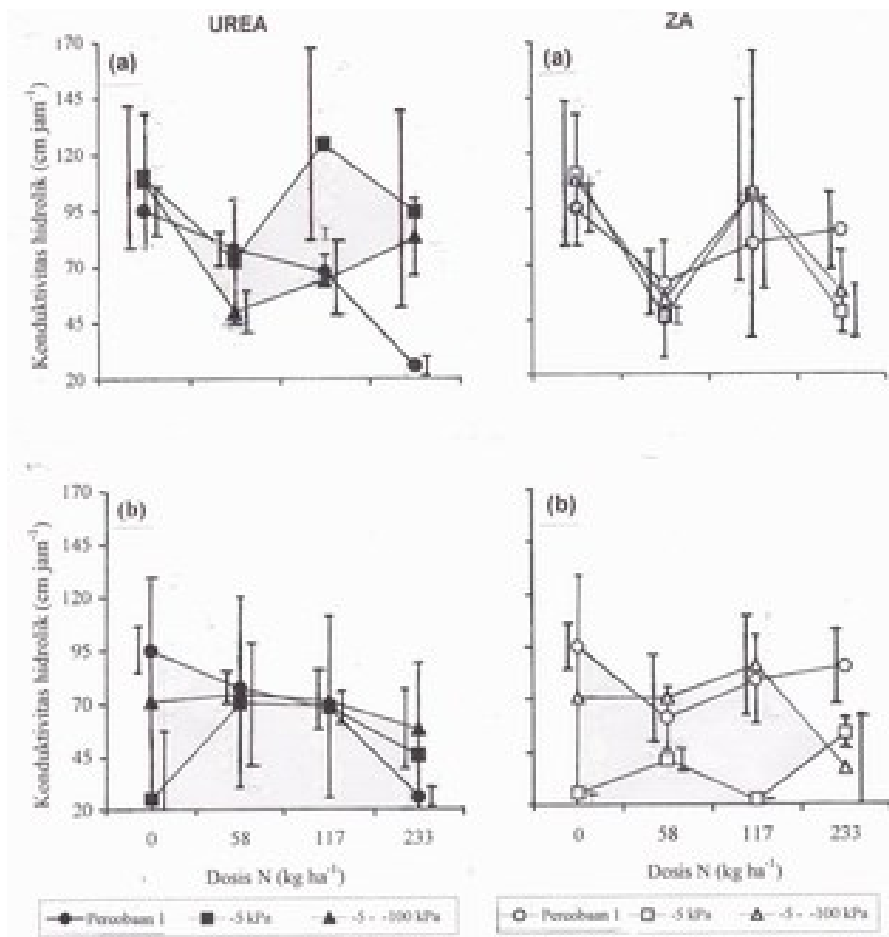 UREA
ZA
(a)
(a)
Konduktivitas hidrolik (cm jam⁻¹)
170
145
120
95
70
45
20
(b)
(b)
Konduktivitas hidrolik (cm jam⁻¹)
170
145
120
95
70
45
20
0 58 117 233
0 58 117 233
Dosis N (kg ha⁻¹)
Dosis N (kg ha⁻¹)
Percobaan 1 -5 kPa -5 - -100 kPa
Percobaan 1 -5 kPa -5 - -100 kPa